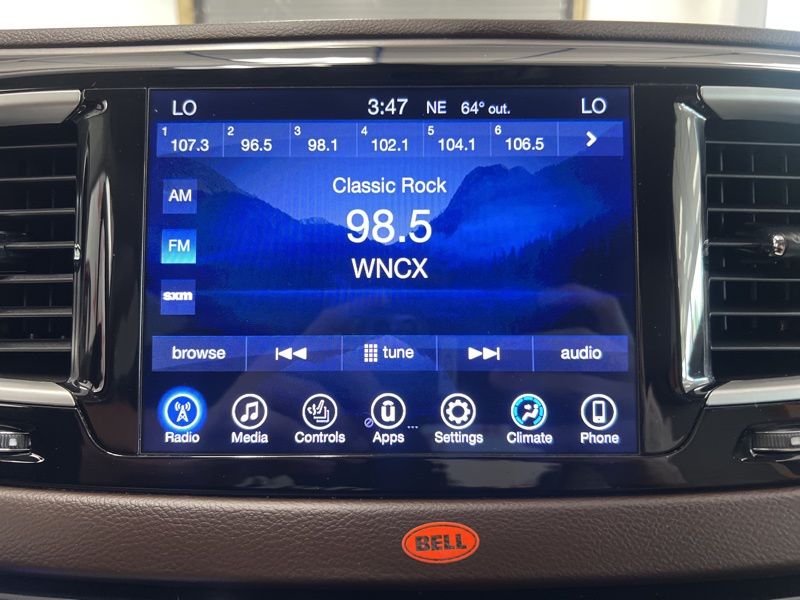 LO 3:47 NE 64° out. LO
1 107.3 2 96.5 3 98.1 4 102.1 5 104.1 6 106.5
AM
Classic Rock
98.5
FM
WNCX
sxm
browse tune audio
Radio Media Controls Apps Settings Climate Phone
BELL